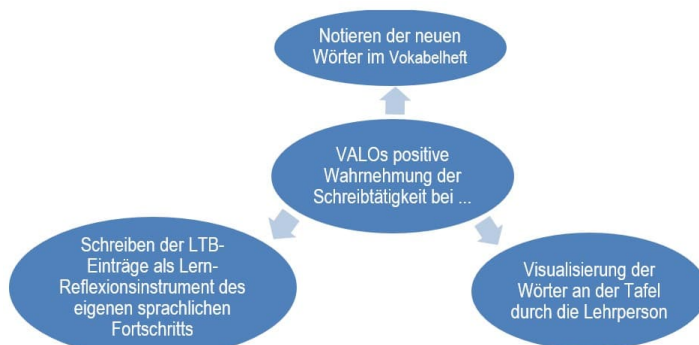 Notieren der neuen
Wörter im Vokabelheft
VALOs positive
Wahrnehmung der
Schreibtätigkeit bei ...
Schreiben der LTB-
Einträge als Lern-
Reflexionsinstrument des
eigenen sprachlichen
Fortschritts
Visualisierung der
Wörter an der Tafel
durch die Lehrperson